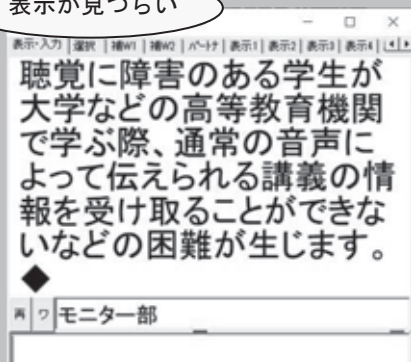 表示が見づらい
表示・入力 選択 補W1 補W2 パートナ 表示1 表示2 表示3 表示4
聴覚に障害のある学生が
大学などの高等教育機関
で学ぶ際、通常の音声に
よって伝えられる講義の情
報を受け取ることができな
いなどの困難が生じます。
◆
再 ワ モニター部